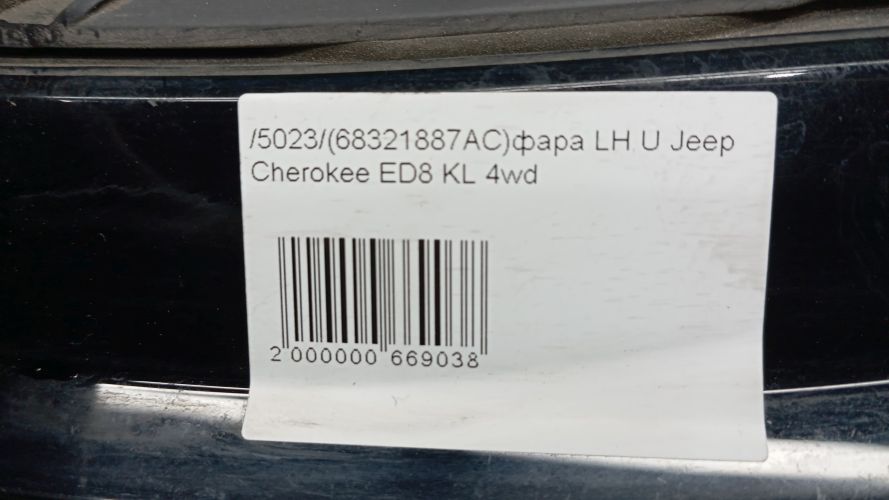 /5023/(68321887AC)фара LH U Jeep
Cherokee ED8 KL 4wd
2 000000 669038